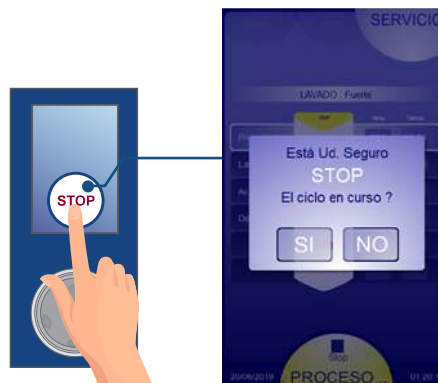 STOP
SERVICIO
LAVADO : Fuerte
Está Ud. Seguro
STOP
El ciclo en curso ?
SI NO
Stop
PROCESO ..
20/06/2019